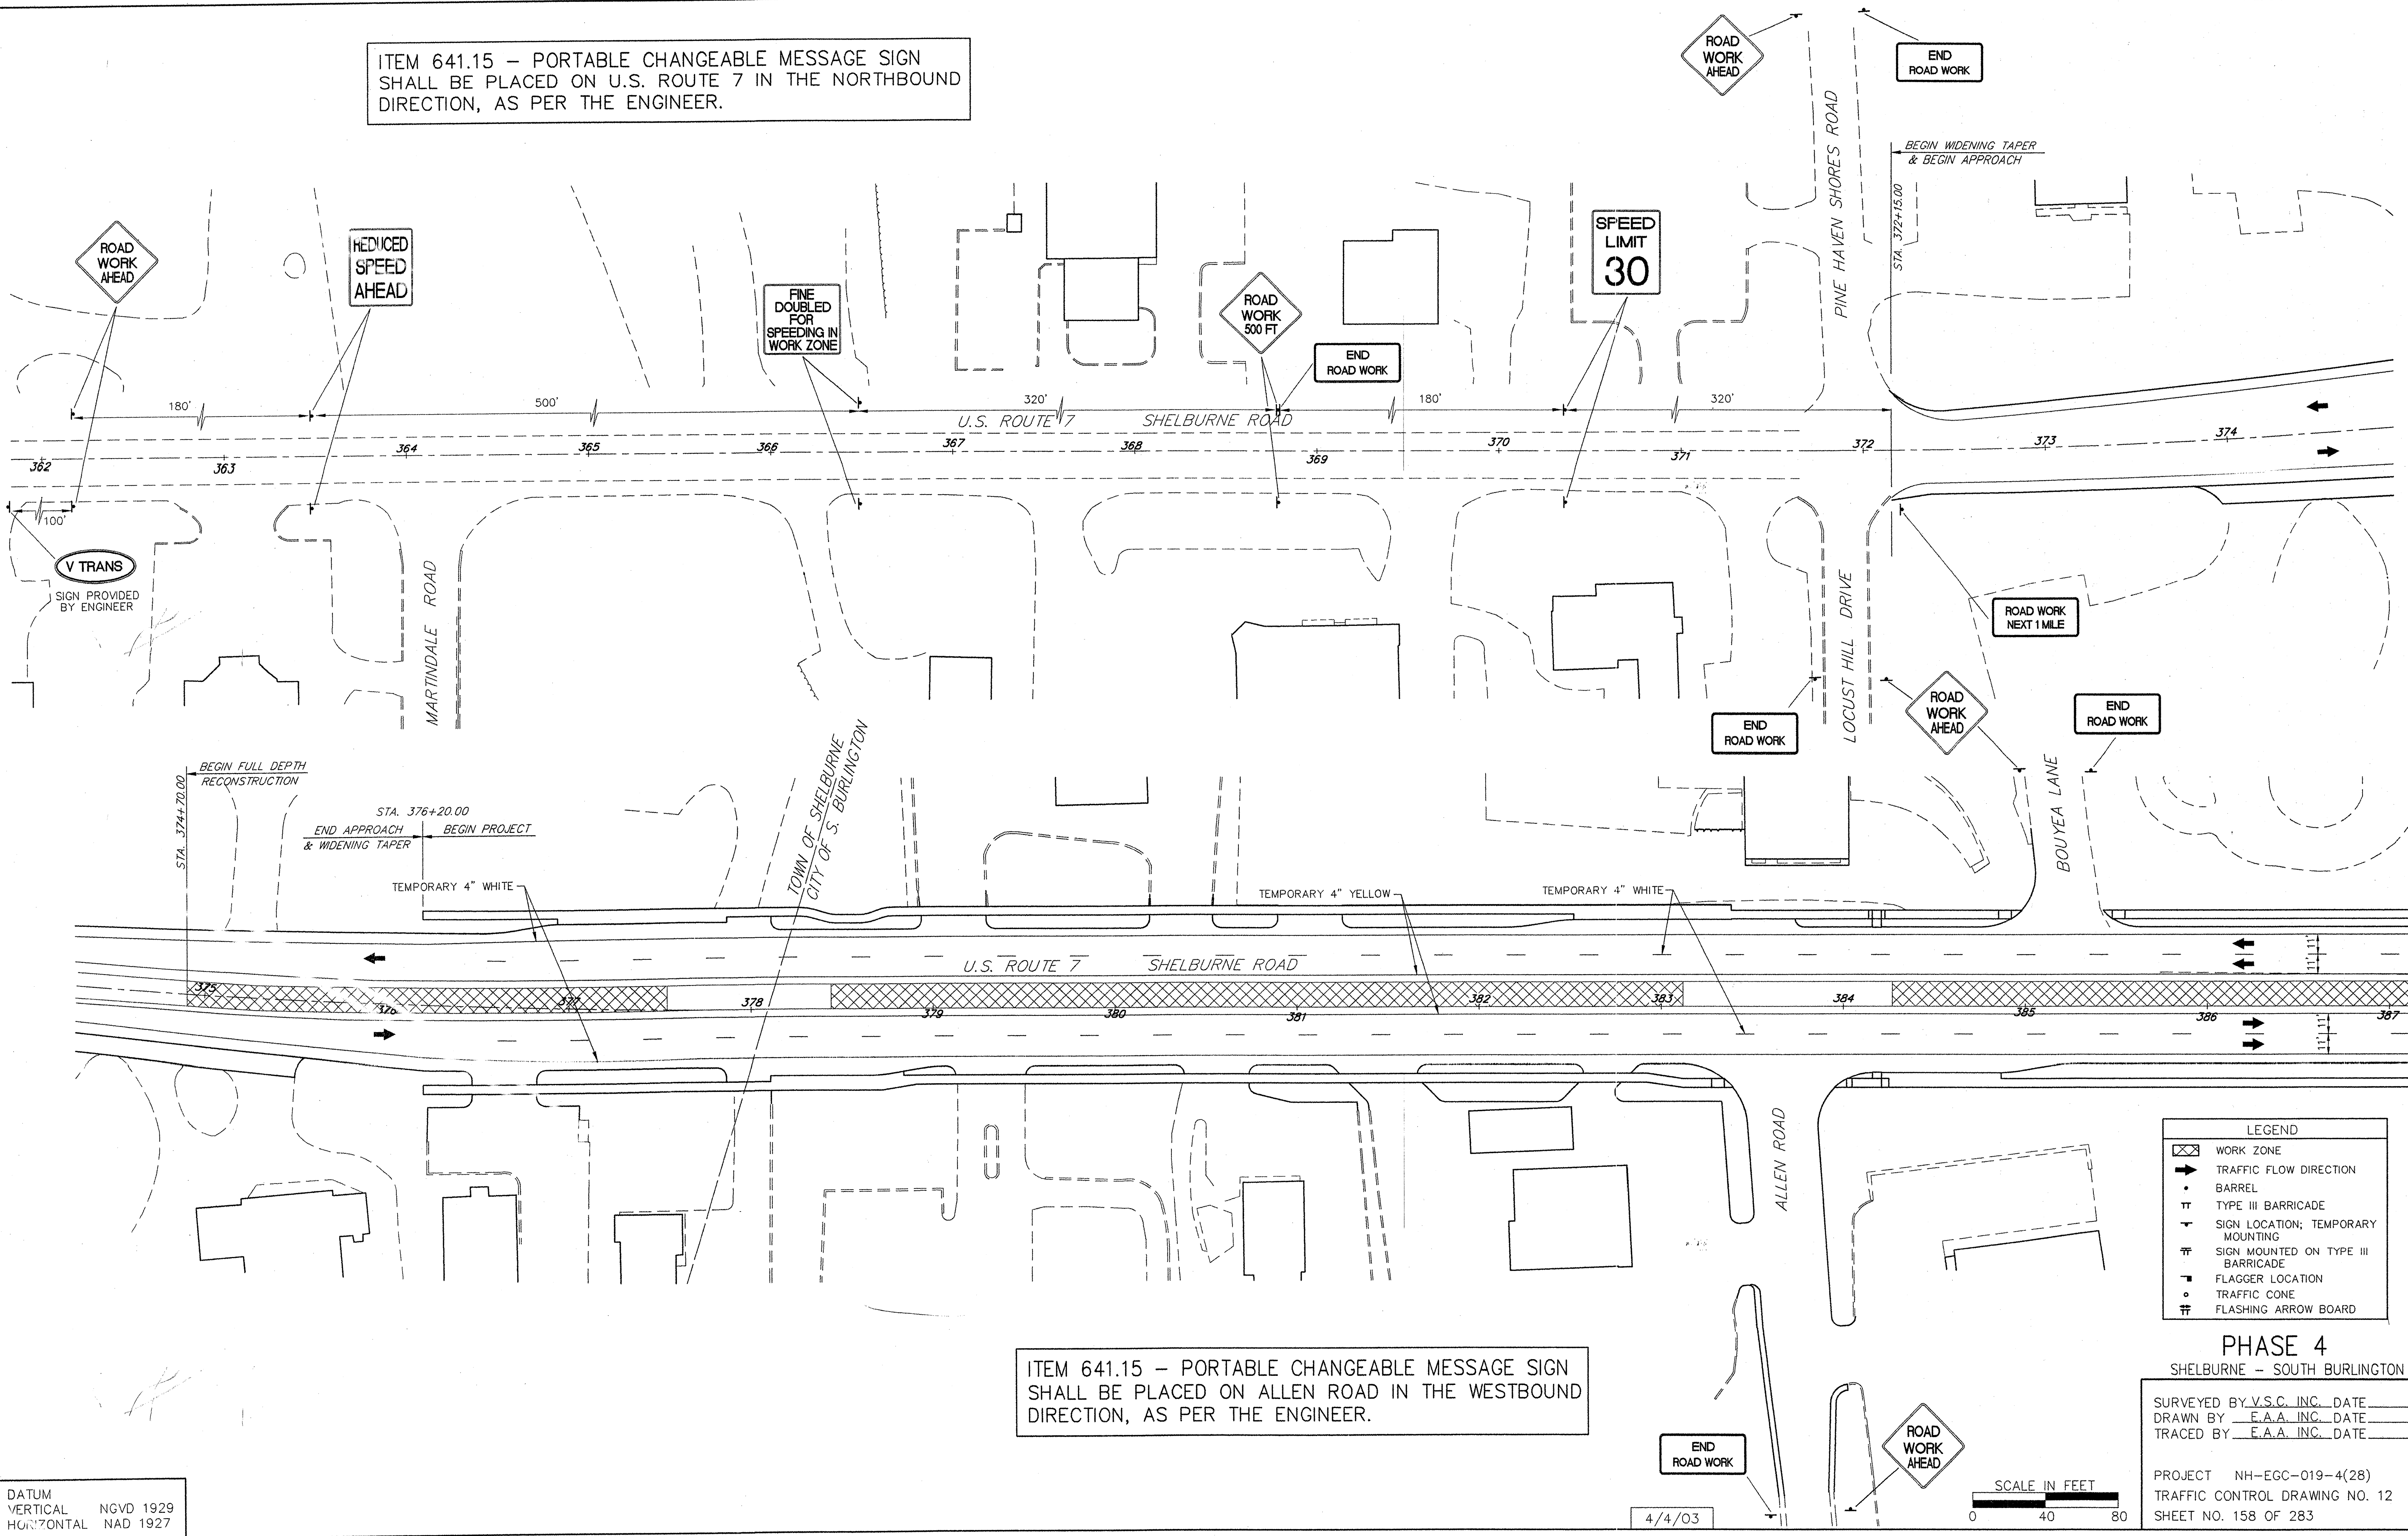 ITEM 641.15 – PORTABLE CHANGEABLE MESSAGE SIGN
SHALL BE PLACED ON U.S. ROUTE 7 IN THE NORTHBOUND
DIRECTION, AS PER THE ENGINEER.
ROAD
WORK
AHEAD
END
ROAD WORK
PINE HAVEN SHORES ROAD
BEGIN WIDENING TAPER
& BEGIN APPROACH
STA. 372+15.00
ROAD
WORK
AHEAD
REDUCED
SPEED
AHEAD
FINE
DOUBLED
FOR
SPEEDING IN
WORK ZONE
ROAD
WORK
500 FT
END
ROAD WORK
SPEED
LIMIT
30
180'
500'
320'
180'
320'
U.S. ROUTE 7 SHELBURNE ROAD
362
363
364
365
366
367
368
369
370
371
372
373
374
100'
V TRANS
SIGN PROVIDED
BY ENGINEER
MARTINDALE ROAD
LOCUST HILL DRIVE
ROAD WORK
NEXT 1 MILE
END
ROAD WORK
ROAD
WORK
AHEAD
END
ROAD WORK
BOUYEA LANE
BEGIN FULL DEPTH
RECONSTRUCTION
STA. 374+70.00
STA. 376+20.00
END APPROACH
& WIDENING TAPER
BEGIN PROJECT
TOWN OF SHELBURNE
CITY OF S. BURLINGTON
TEMPORARY 4" WHITE
TEMPORARY 4" YELLOW
TEMPORARY 4" WHITE
U.S. ROUTE 7 SHELBURNE ROAD
11'
11'
375
376
377
378
379
380
381
382
383
384
385
386
387
11'
11'
ALLEN ROAD
LEGEND
WORK ZONE
TRAFFIC FLOW DIRECTION
BARREL
TYPE III BARRICADE
SIGN LOCATION; TEMPORARY
MOUNTING
SIGN MOUNTED ON TYPE III
BARRICADE
FLAGGER LOCATION
TRAFFIC CONE
FLASHING ARROW BOARD
ITEM 641.15 – PORTABLE CHANGEABLE MESSAGE SIGN
SHALL BE PLACED ON ALLEN ROAD IN THE WESTBOUND
DIRECTION, AS PER THE ENGINEER.
END
ROAD WORK
ROAD
WORK
AHEAD
PHASE 4
SHELBURNE – SOUTH BURLINGTON
SURVEYED BY V.S.C. INC. DATE
DRAWN BY E.A.A. INC. DATE
TRACED BY E.A.A. INC. DATE
PROJECT NH-EGC-019-4(28)
TRAFFIC CONTROL DRAWING NO. 12
SHEET NO. 158 OF 283
SCALE IN FEET
0 40 80
4/4/03
DATUM
VERTICAL NGVD 1929
HORIZONTAL NAD 1927